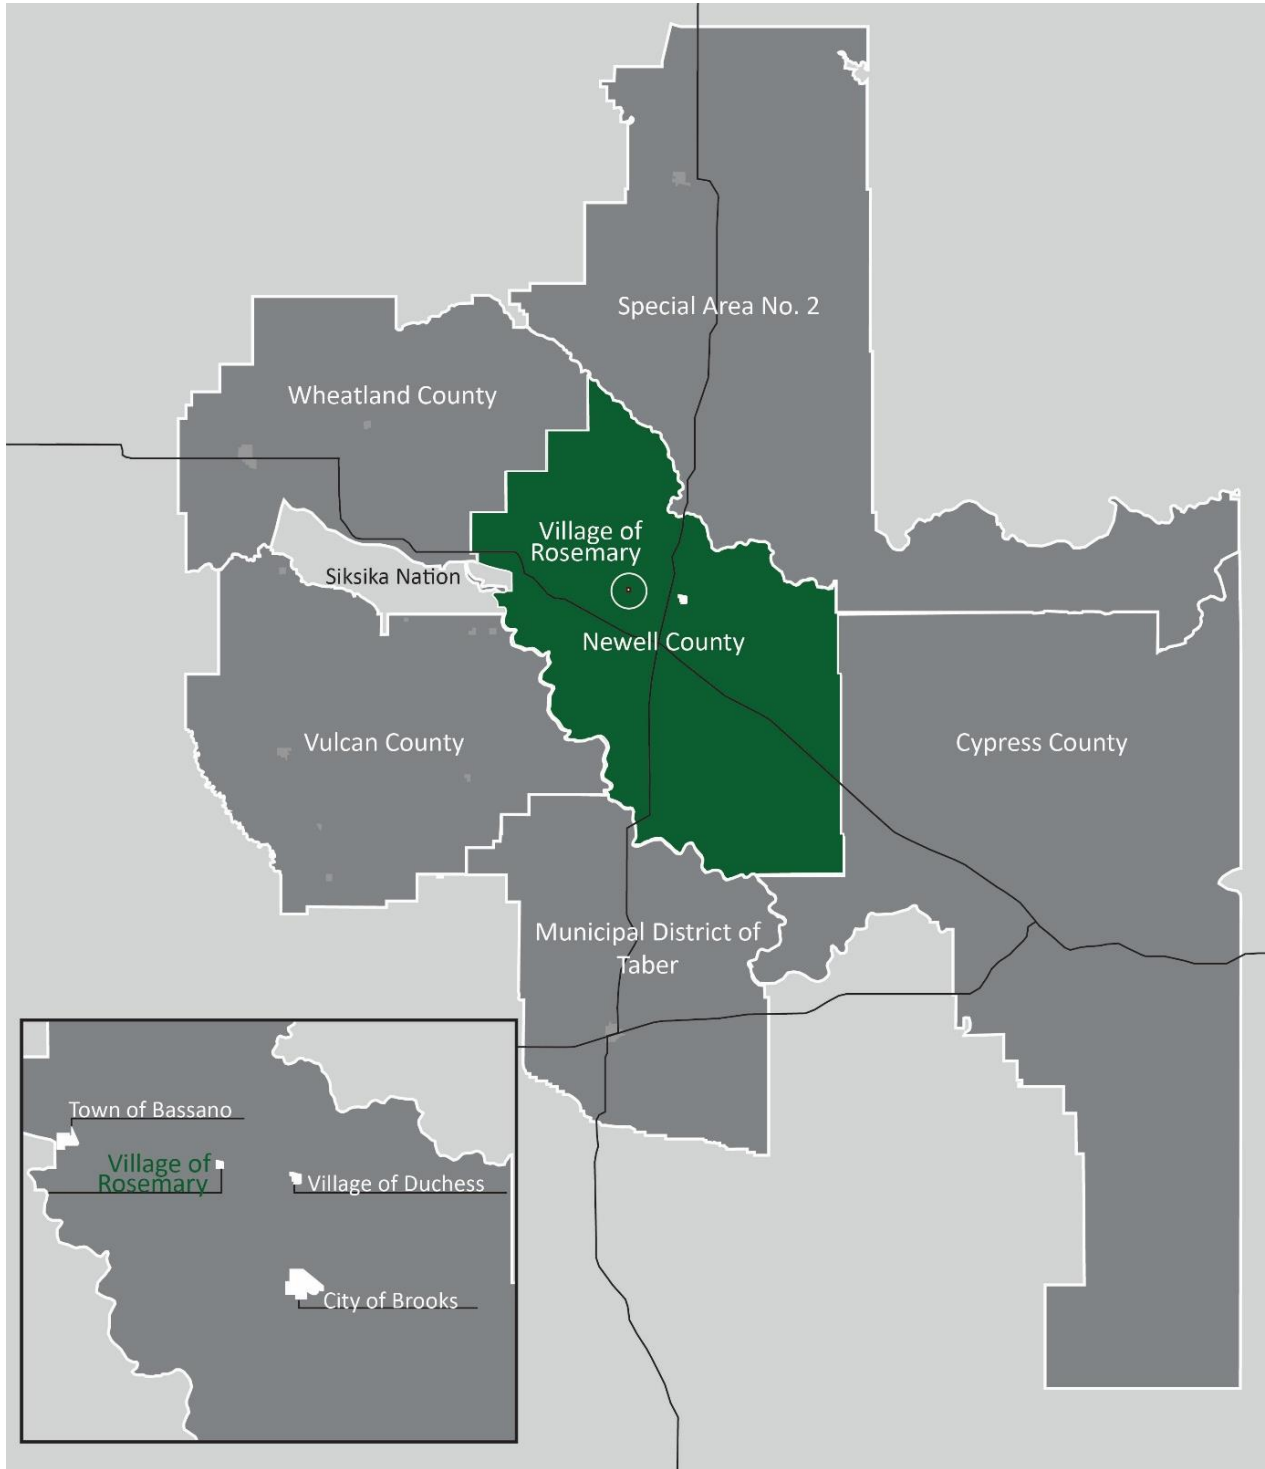 Special Area No. 2
Wheatland County
Village of
Rosemary
Siksika Nation
Newell County
Vulcan County
Cypress County
Municipal District of
Taber
Town of Bassano
Village of
Rosemary
Village of Duchess
City of Brooks